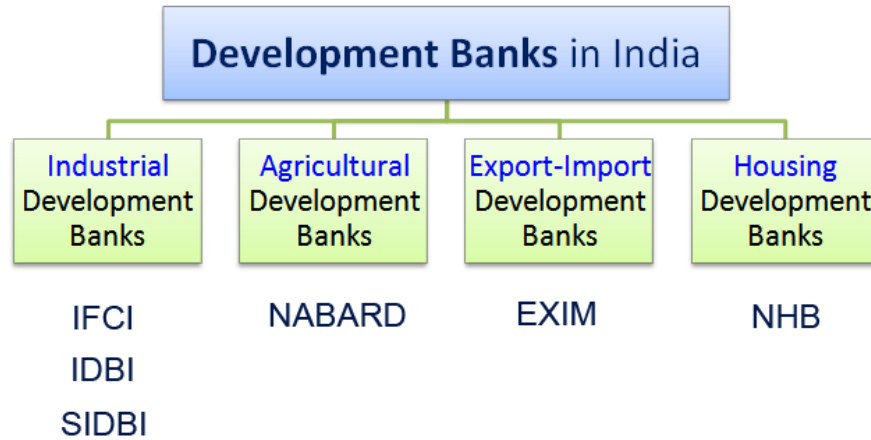 Development Banks in India
Industrial
Development
Banks
Agricultural
Development
Banks
Export-Import
Development
Banks
Housing
Development
Banks
IFCI
IDBI
SIDBI
NABARD
EXIM
NHB